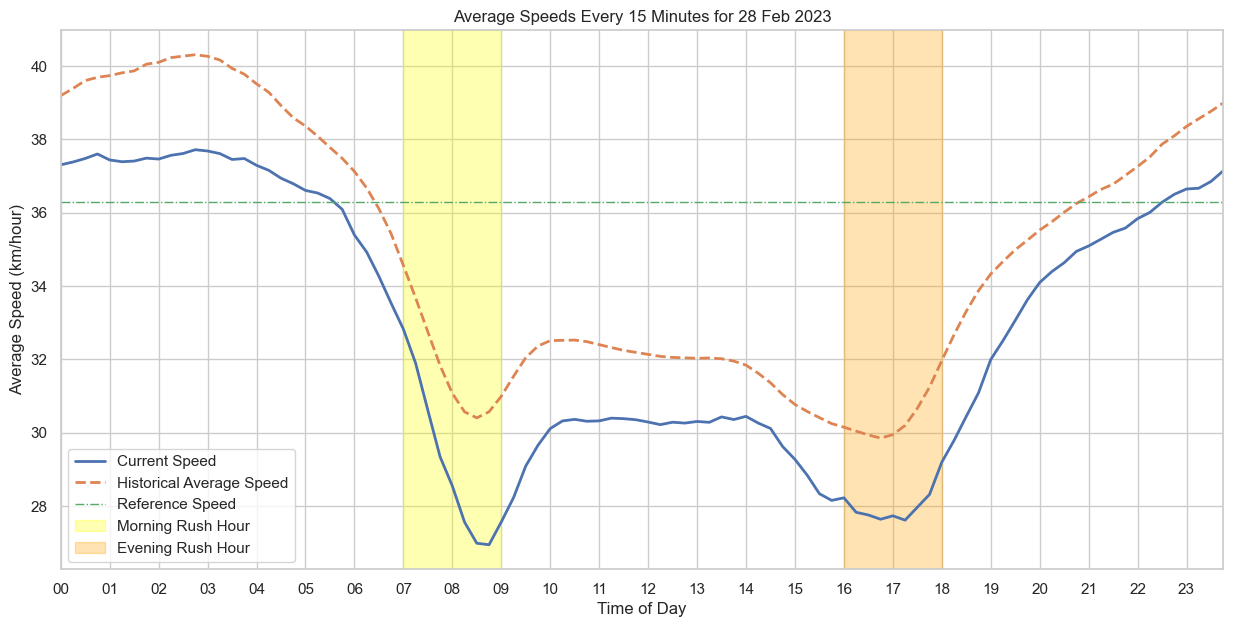 Average Speeds Every 15 Minutes for 28 Feb 2023
Average Speed (km/hour)
40
38
36
34
32
30
28
Current Speed
Historical Average Speed
Reference Speed
Morning Rush Hour
Evening Rush Hour
00 01 02 03 04 05 06 07 08 09 10 11 12 13 14 15 16 17 18 19 20 21 22 23
Time of Day